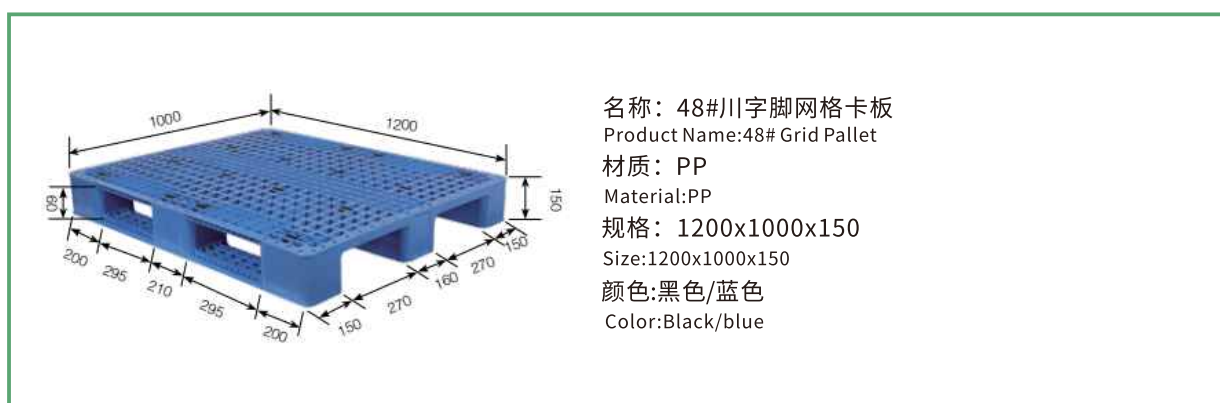 1000
1200
150
60
200
295
210
295
200
150
270
160
270
150
名称：48#川字脚网格卡板
Product Name:48# Grid Pallet
材质：PP
Material:PP
规格：1200x1000x150
Size:1200x1000x150
颜色:黑色/蓝色
Color:Black/blue